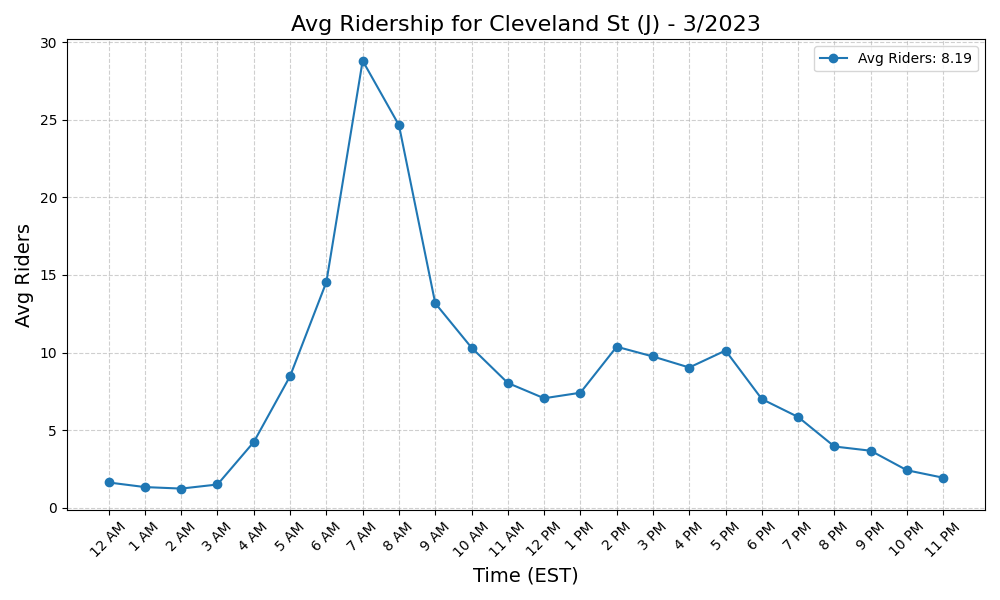 Avg Ridership for Cleveland St (J) - 3/2023
Avg Riders: 8.19
Avg Riders
30
25
20
15
10
5
0
12 AM
1 AM
2 AM
3 AM
4 AM
5 AM
6 AM
7 AM
8 AM
9 AM
10 AM
11 AM
12 PM
1 PM
2 PM
3 PM
4 PM
5 PM
6 PM
7 PM
8 PM
9 PM
10 PM
11 PM
Time (EST)